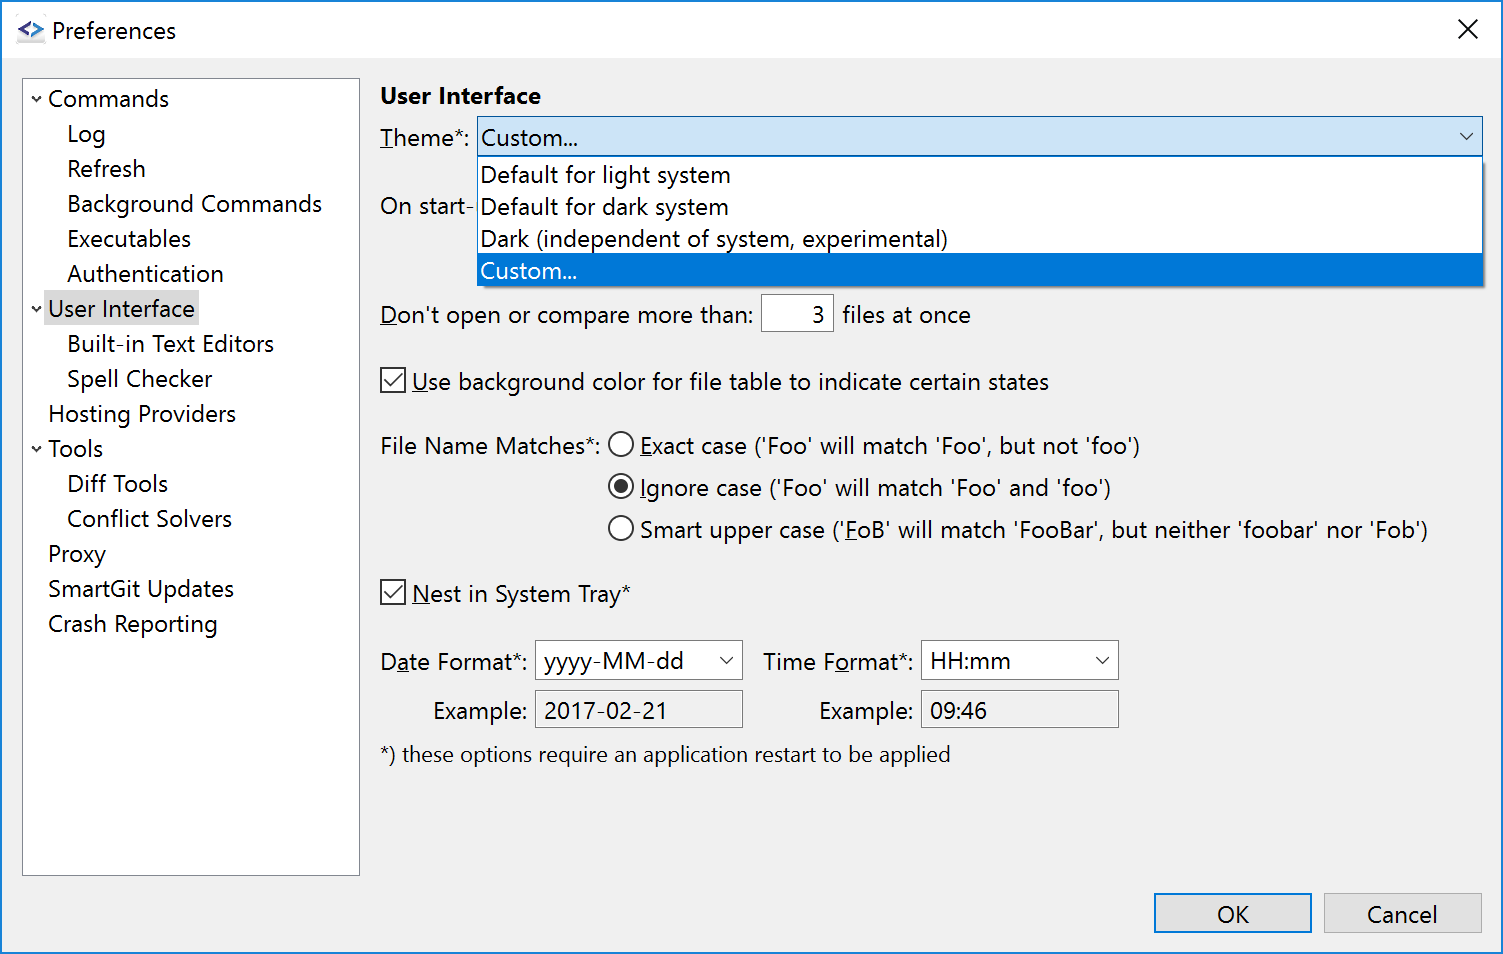 Preferences
Commands
Log
Refresh
Background Commands
Executables
Authentication
User Interface
Built-in Text Editors
Spell Checker
Hosting Providers
Tools
Diff Tools
Conflict Solvers
Proxy
SmartGit Updates
Crash Reporting
User Interface
Theme*: Custom...
Default for light system
On start-
Default for dark system
Dark (independent of system, experimental)
Custom...
Don't open or compare more than: 3 files at once
Use background color for file table to indicate certain states
File Name Matches*: Exact case ('Foo' will match 'Foo', but not 'foo')
Ignore case ('Foo' will match 'Foo' and 'foo')
Smart upper case ('FoB' will match 'FooBar', but neither 'foobar' nor 'Fob')
Nest in System Tray*
Date Format*: yyyy-MM-dd Time Format*: HH:mm
Example: 2017-02-21 Example: 09:46
*) these options require an application restart to be applied
OK Cancel